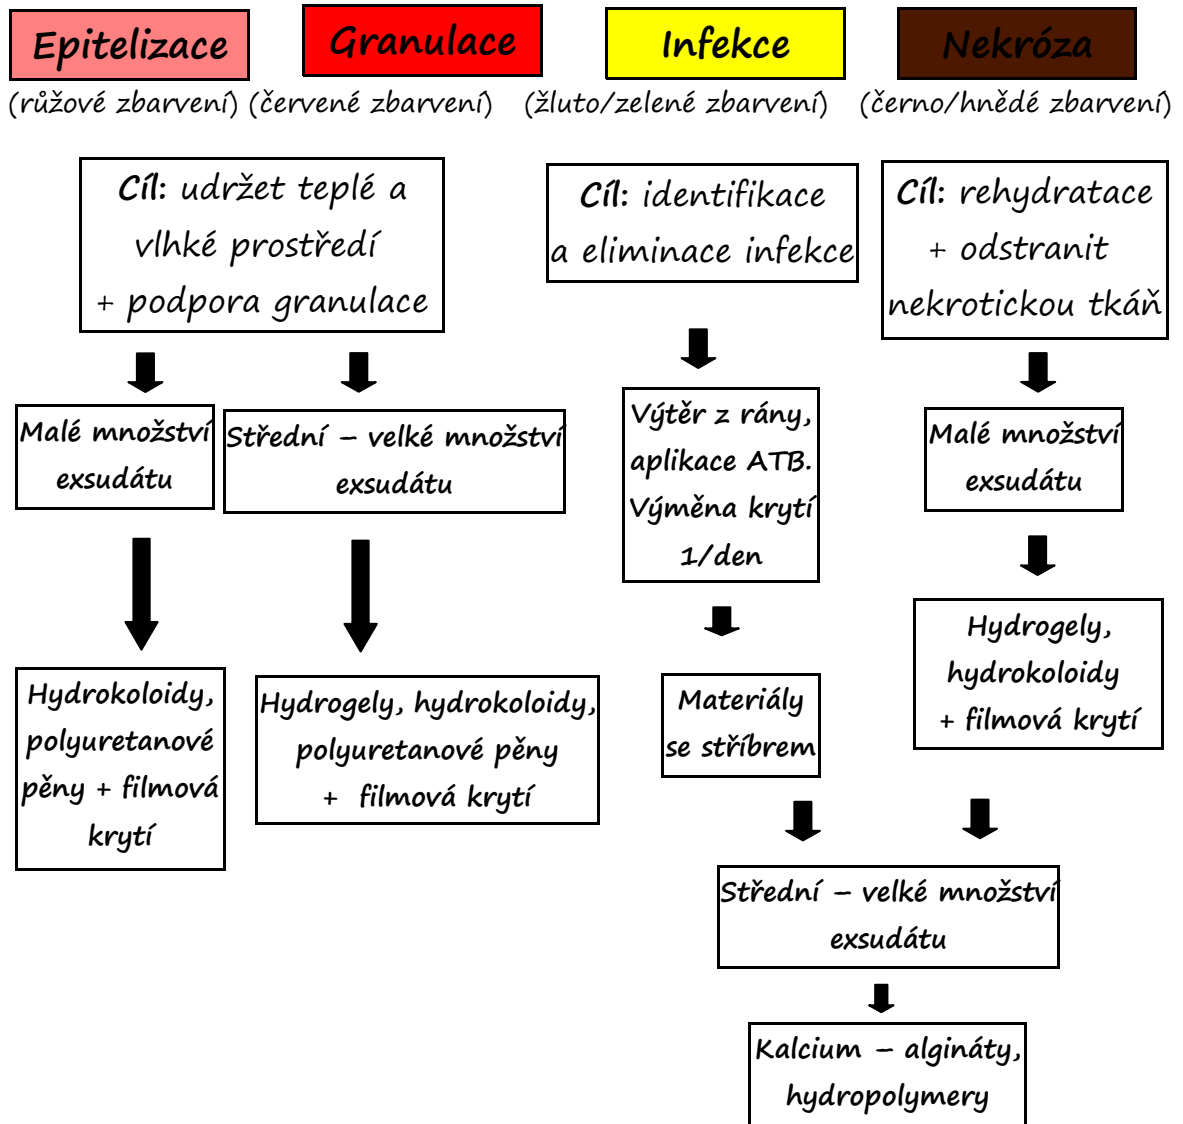 Epitelizace
(růžové zbarvení)
Granulace
(červené zbarvení)
Infekce
(žluto/zelené zbarvení)
Nekróza
(černo/hnědé zbarvení)
Cíl: udržet teplé a
vlhké prostředí
+ podpora granulace
Cíl: identifikace
a eliminace infekce
Cíl: rehydratace
+ odstranit
nekrotickou tkáň
Malé množství
exsudátu
Střední – velké množství
exsudátu
Výtěr z rány,
aplikace ATB.
Výměna krytí
1/den
Malé množství
exsudátu
Hydrokoloidy,
polyuretanové
pěny + filmová
krytí
Hydrogely, hydrokoloidy,
polyuretanové pěny
+ filmová krytí
Materiály
se stříbrem
Hydrogely,
hydrokoloidy
+ filmová krytí
Střední – velké množství
exsudátu
Kalcium – algináty,
hydropolymery